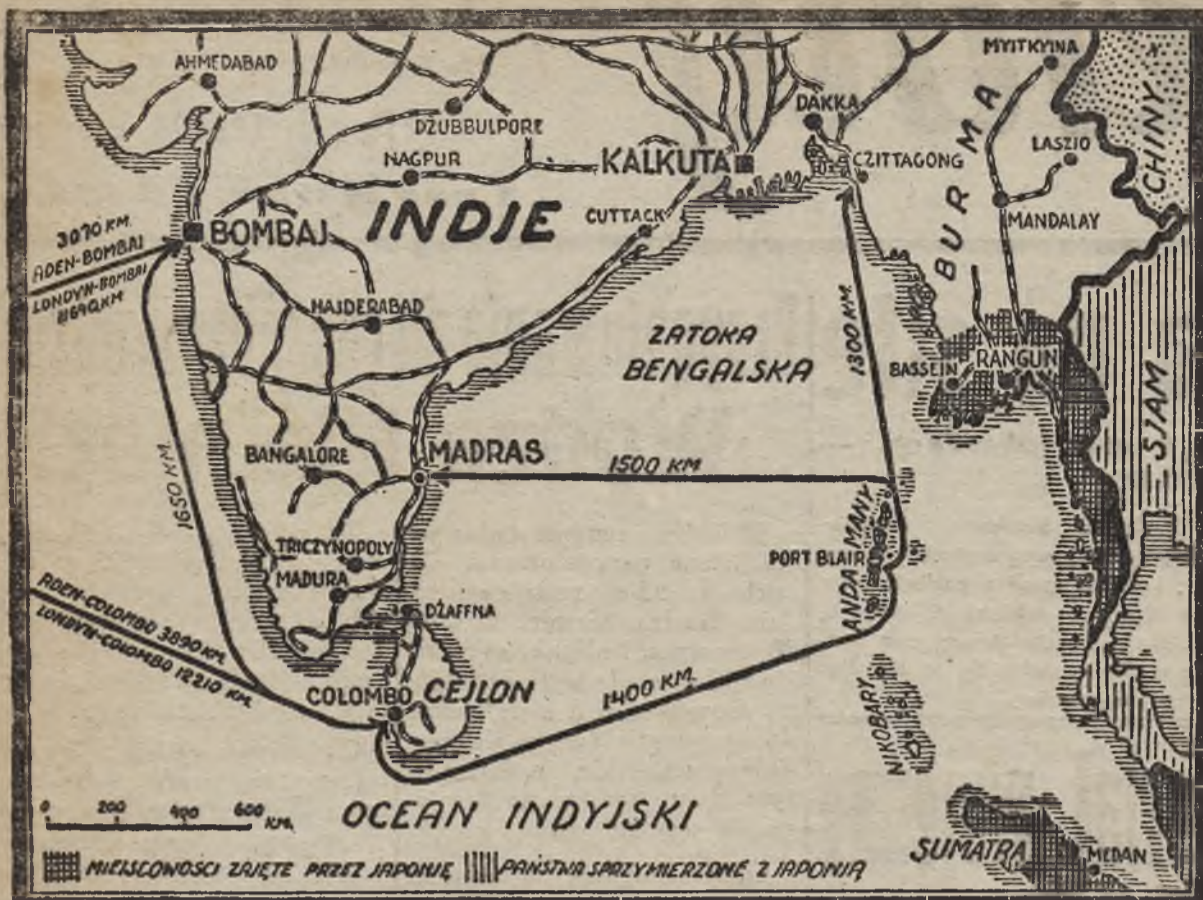 MYITKYINA
AHMEDABAD
DAKKA
DŻUBBULPORE
BURMA
CHINY
NAGPUR
KALKUTA
CZITTAGONG
LASZIO
INDJE
CUTTACK
MANDALAY
BOMBAJ
3070 KM.
ADEN-BOMBAJ
LONDYN-BOMBAJ
11690 KM
HAJDERABAD
ZATOKA
BENGALSKA
1300 KM.
BASSEIN
RANGUN
SJAM
BANGALORE
MADRAS
1500 KM
1650 KM.
TRICZYNOPOLY
PORT BLAIR
ANDAMANY
MADURA
DŻAFFNA
ADEN-COLOMBO 3890 KM.
LONDYN-COLOMBO 12210 KM.
COLOMBO
CEJLON
1400 KM.
NIKOBARY
0 200 400 600 KM.
OCEAN INDYJSKI
SUMATRA
MEDAN
MIEJSCOWOŚCI ZAJĘTE PRZEZ JAPONJĘ
PAŃSTWA SPRZYMIERZONE Z JAPONJĄ